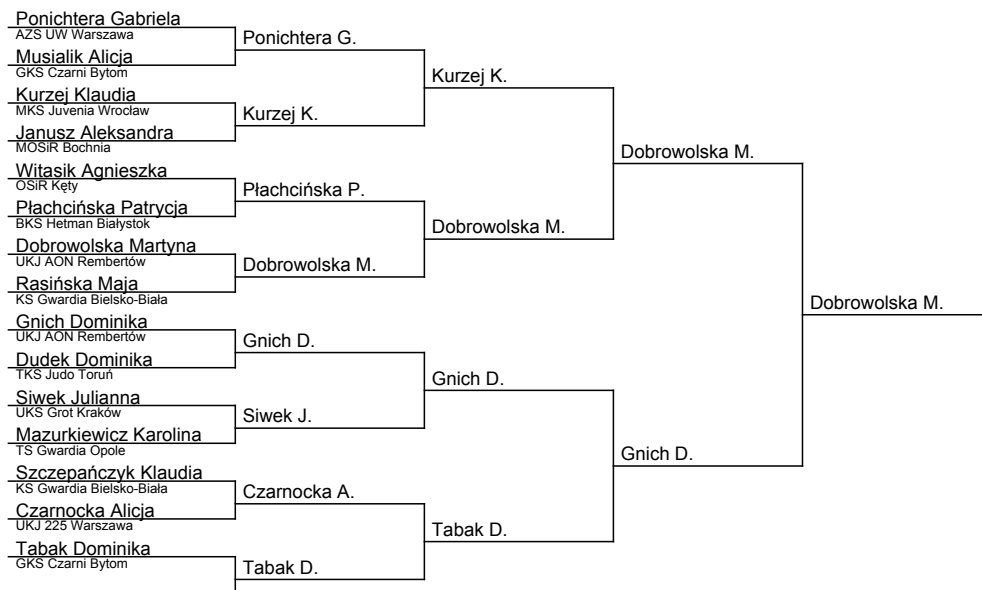 Ponichtera Gabriela
AZS UW Warszawa
Musialik Alicja
GKS Czarni Bytom
Kurzej Klaudia
MKS Juvenia Wrocław
Janusz Aleksandra
MOSiR Bochnia
Witasik Agnieszka
OSiR Kęty
Płachcińska Patrycja
BKS Hetman Białystok
Dobrowolska Martyna
UKJ AON Rembertów
Rasińska Maja
KS Gwardia Bielsko-Biała
Gnich Dominika
UKJ AON Rembertów
Dudek Dominika
TKS Judo Toruń
Siwek Julianna
UKS Grot Kraków
Mazurkiewicz Karolina
TS Gwardia Opole
Szczepańczyk Klaudia
KS Gwardia Bielsko-Biała
Czarnocka Alicja
UKJ 225 Warszawa
Tabak Dominika
GKS Czarni Bytom
Ponichtera G.
Kurzej K.
Płachcińska P.
Dobrowolska M.
Gnich D.
Siwek J.
Czarnocka A.
Tabak D.
Kurzej K.
Dobrowolska M.
Gnich D.
Tabak D.
Dobrowolska M.
Gnich D.
Dobrowolska M.